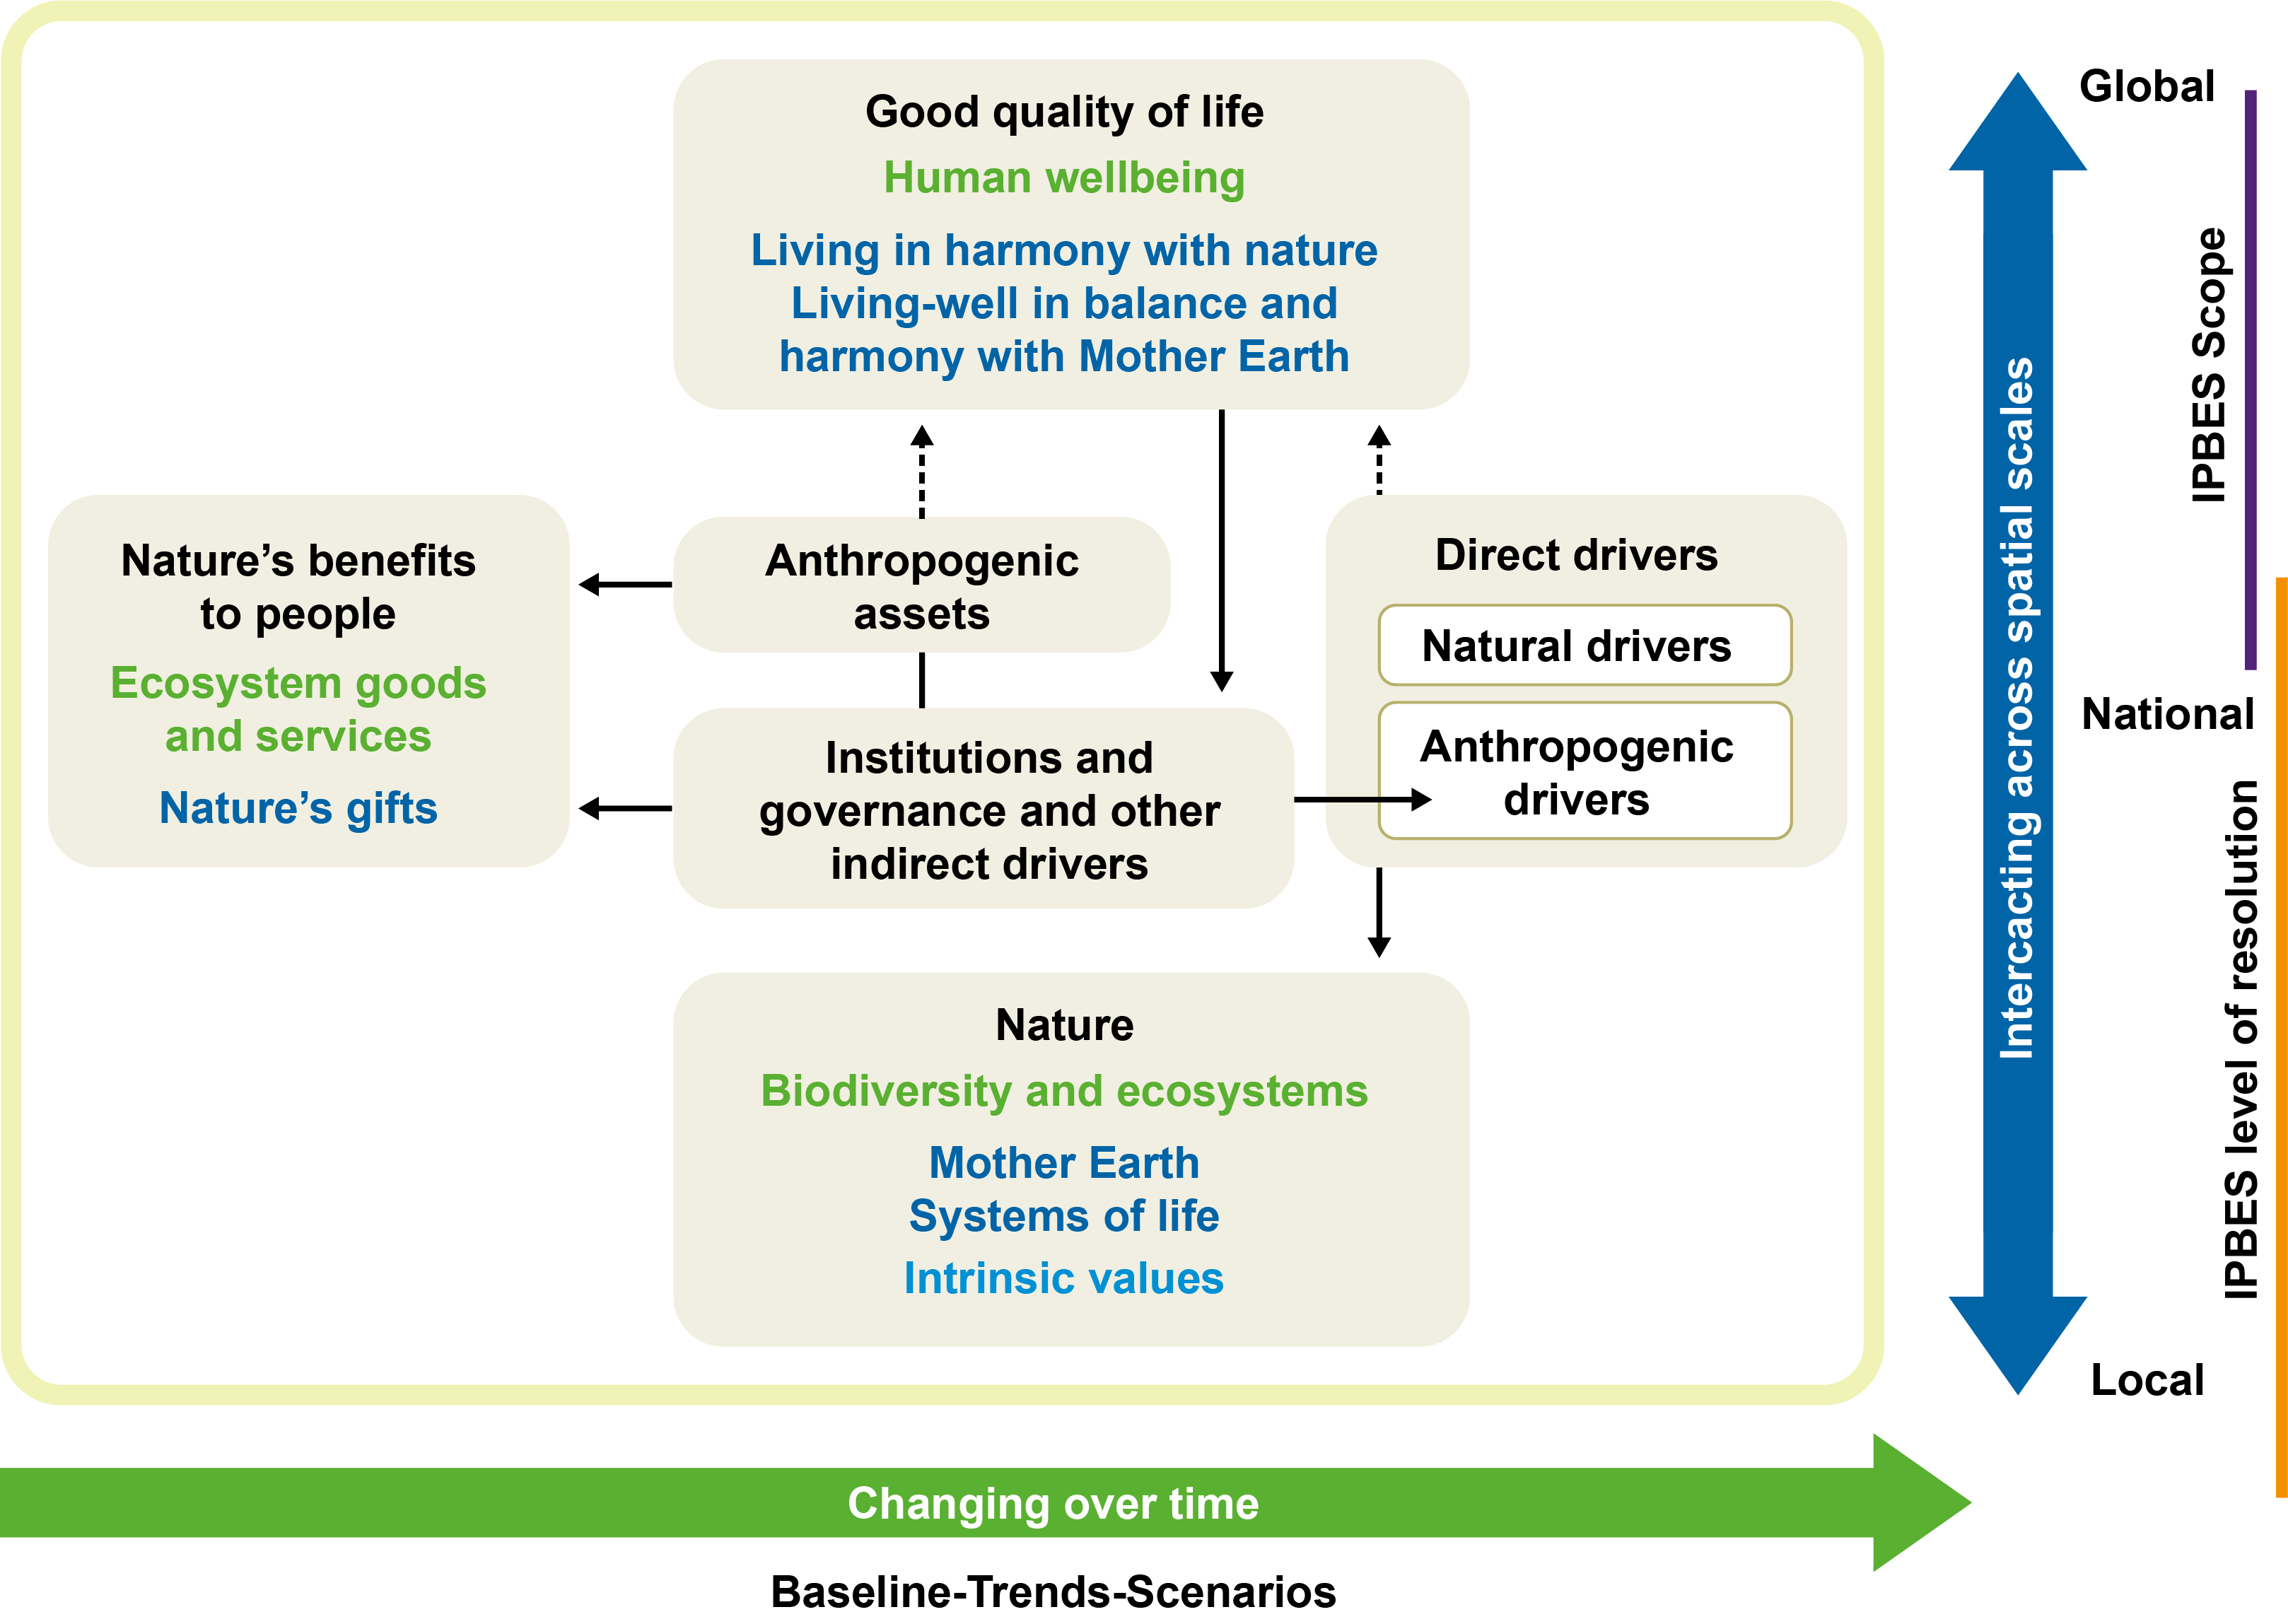 Good quality of life
Human wellbeing
Living in harmony with nature
Living-well in balance and
harmony with Mother Earth
Nature’s benefits
to people
Ecosystem goods
and services
Nature’s gifts
Anthropogenic
assets
Institutions and
governance and other
indirect drivers
Direct drivers
Natural drivers
Anthropogenic
drivers
Nature
Biodiversity and ecosystems
Mother Earth
Systems of life
Intrinsic values
Intercacting across spatial scales
Global
IPBES Scope
National
IPBES level of resolution
Local
Changing over time
Baseline-Trends-Scenarios